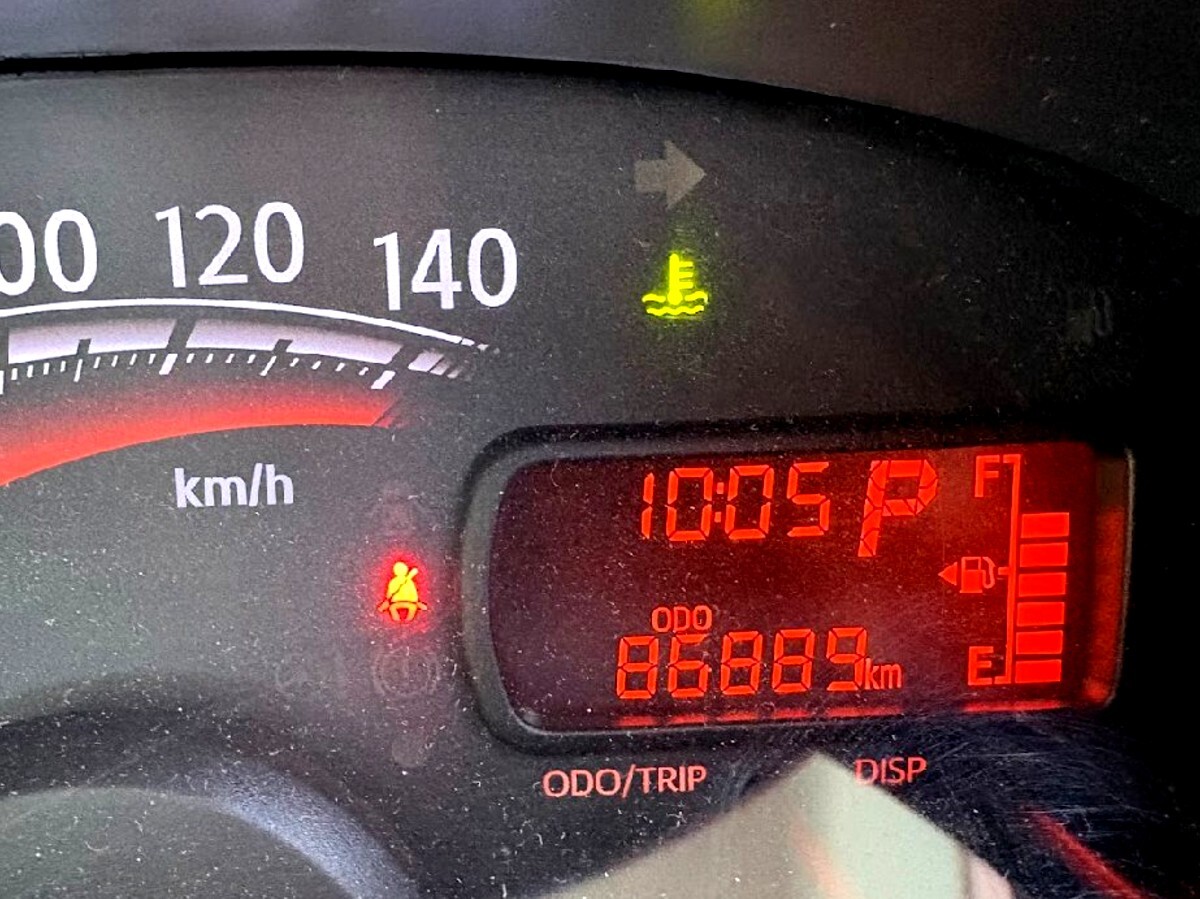 00 120 140
km/h
10:05 P
F
ODO
86889km
E
ODO/TRIP DISP